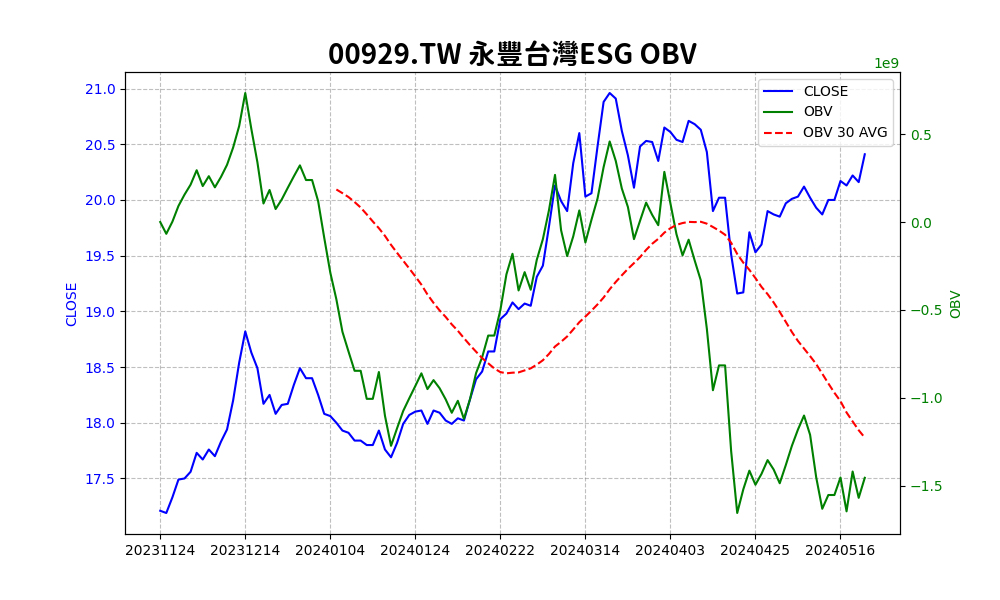 00929.TW 永豐台灣ESG OBV
1e9
CLOSE
OBV
OBV 30 AVG
21.0
20.5
20.0
19.5
19.0
18.5
18.0
17.5
CLOSE
0.5
0.0
−0.5
−1.0
−1.5
OBV
20231124 20231214 20240104 20240124 20240222 20240314 20240403 20240425 20240516